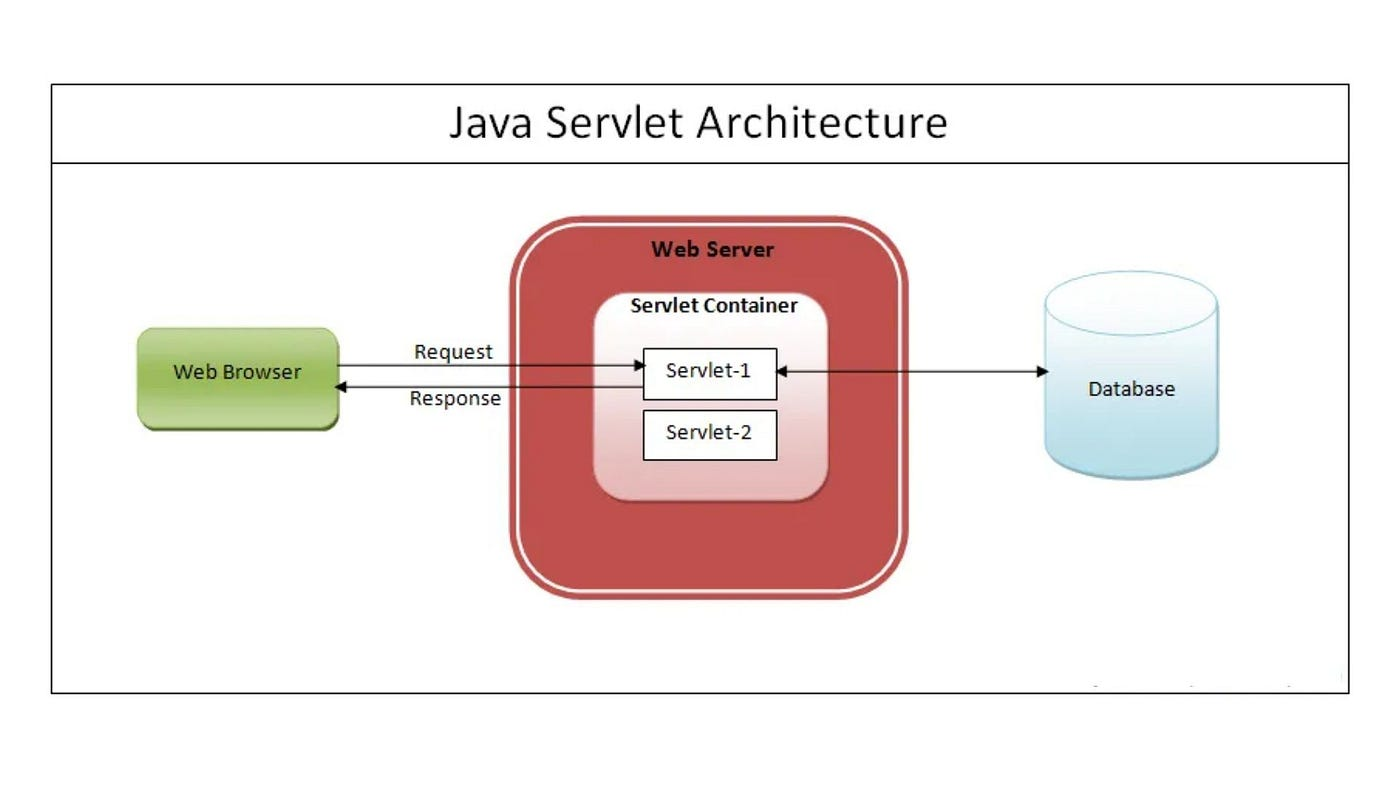 Java Servlet Architecture
Web Server
Servlet Container
Web Browser
Request
Response
Servlet-1
Servlet-2
Database